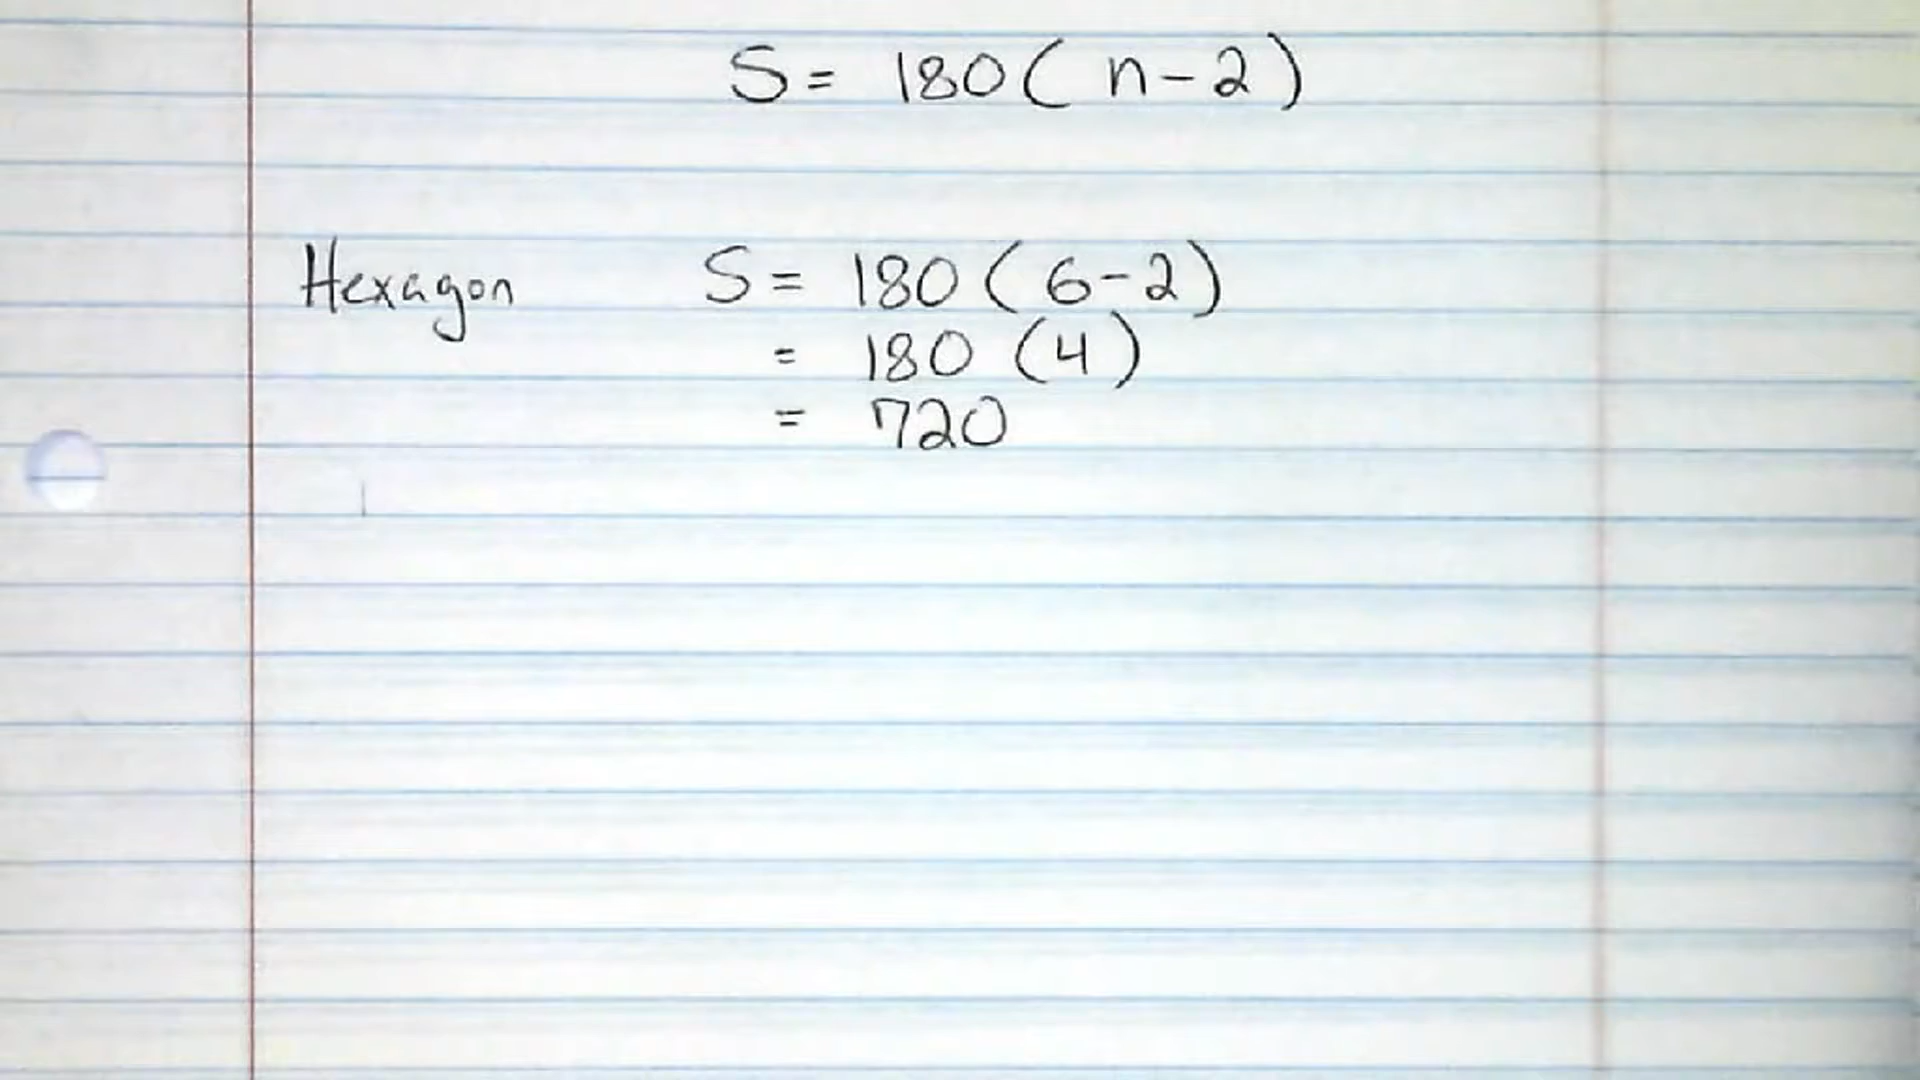 S = 180 ( n - 2 )
Hexagon S = 180 ( 6 - 2 )
= 180 ( 4 )
= 720